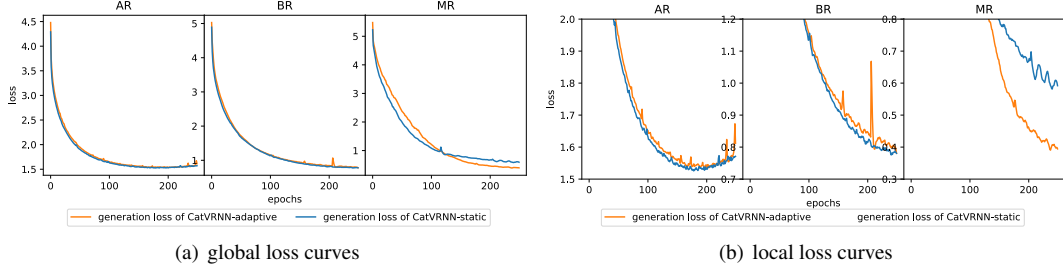 AR BR MR
4.5
4.0
3.5
3.0
2.5
2.0
1.5
5
4
3
2
1
5
4
3
2
1
loss
0 100 200 0 100 200 0 100 200
epochs
generation loss of CatVRNN-adaptive generation loss of CatVRNN-static
(a) global loss curves
AR BR MR
2.0
1.9
1.8
1.7
1.6
1.5
1.2
1.1
1.0
0.9
0.8
0.7
0.8
0.7
0.6
0.5
0.4
0.3
loss
0 100 200 0 100 200 0 100 200
epochs
generation loss of CatVRNN-adaptive generation loss of CatVRNN-static
(b) local loss curves